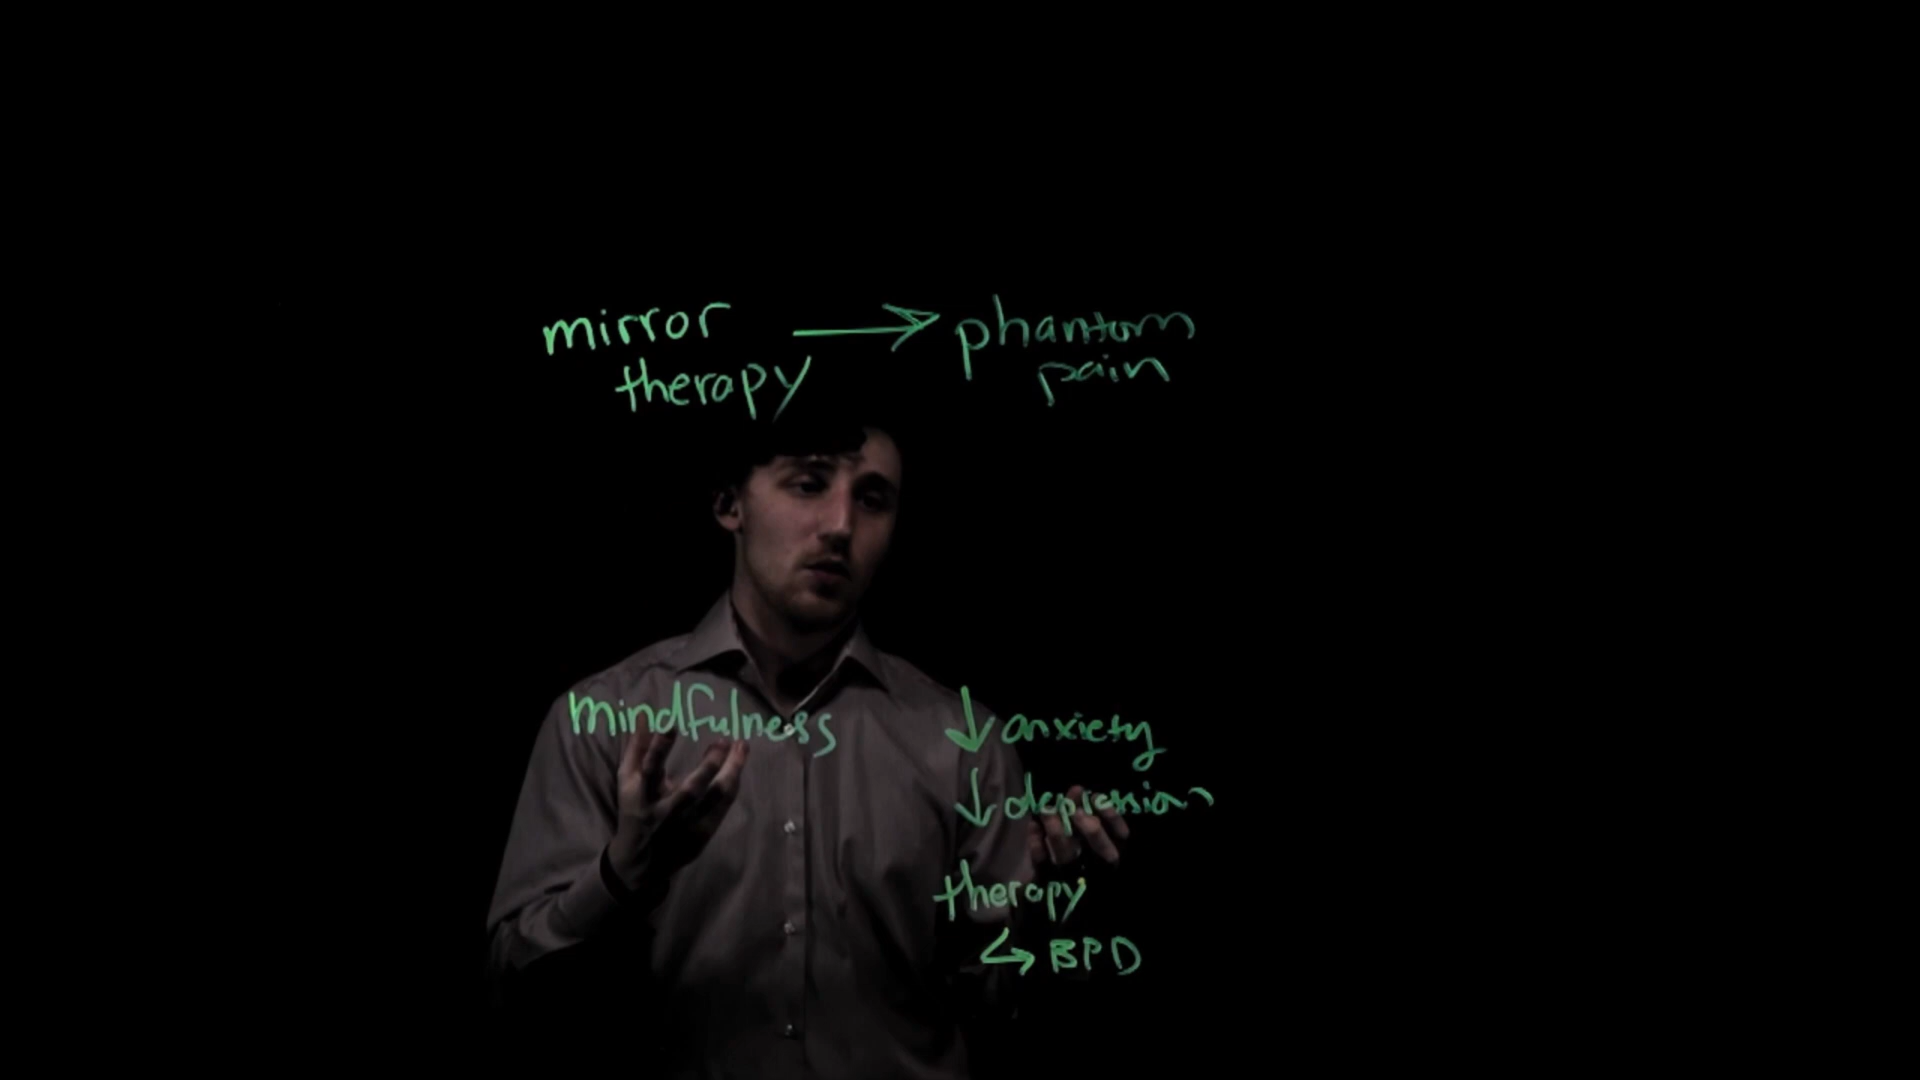 mirror → phantom
therapy pain
mindfulness ↓ anxiety
↓ depression
therapy
↳ BPD